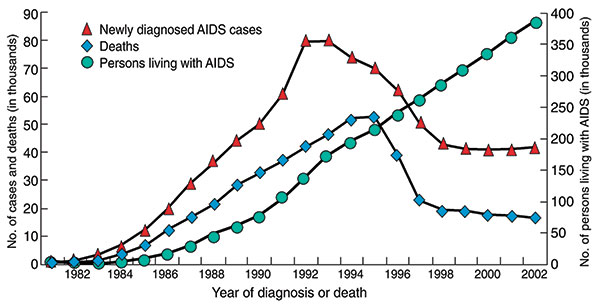 90
80
70
60
50
40
30
20
10
0
400
350
300
250
200
150
100
50
0
No. of cases and deaths (in thousands)
No. of persons living with AIDS (in thousands)
Newly diagnosed AIDS cases
Deaths
Persons living with AIDS
1982 1984 1986 1988 1990 1992 1994 1996 1998 2000 2002
Year of diagnosis or death